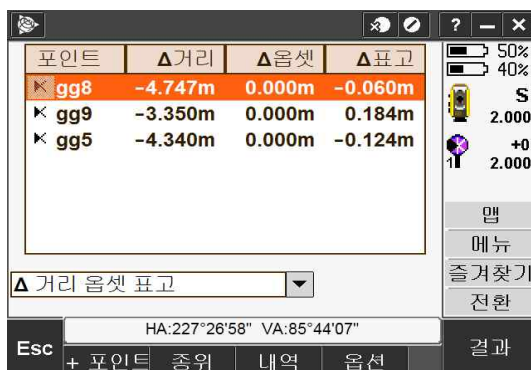 ? — ×
포인트 Δ거리 Δ옵셋 Δ표고
gg8 -4.747m 0.000m -0.060m
gg9 -3.350m 0.000m 0.184m
gg5 -4.340m 0.000m -0.124m
50%
40%
S
2.000
+0
1 2.000
맵
메뉴
즐겨찾기
전환
Δ 거리 옵셋 표고
HA:227°26'58" VA:85°44'07"
Esc + 포인트 종위 내역 옵션 결과